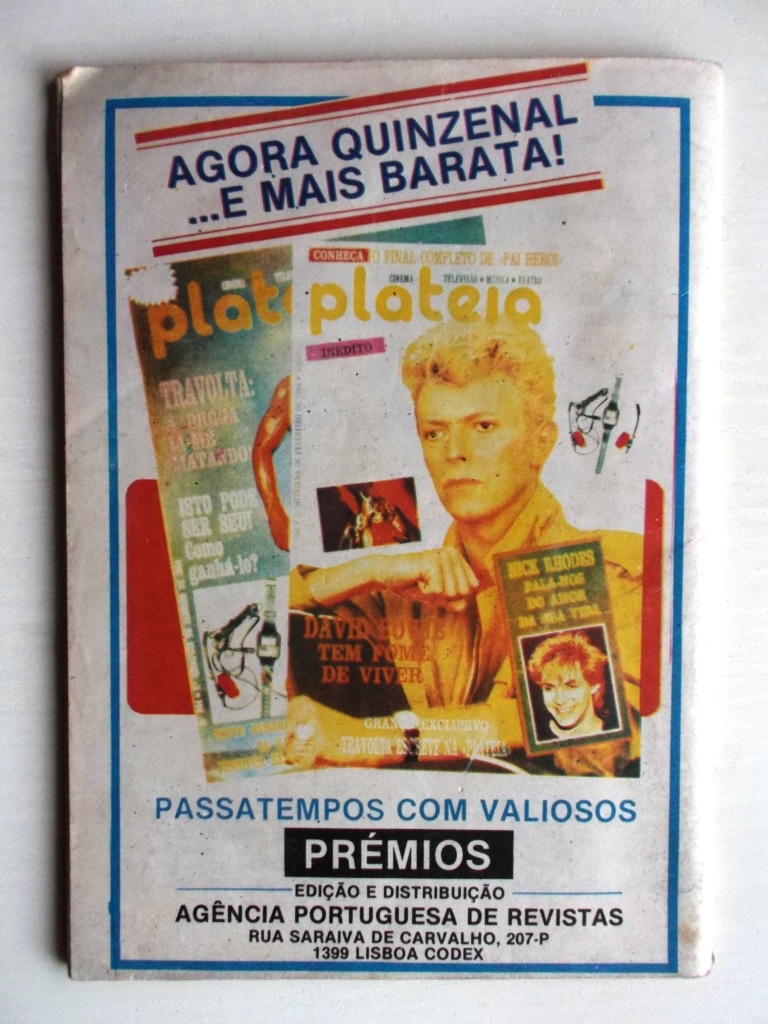 AGORA QUINZENAL
...E MAIS BARATA!
CONHEÇA O FINAL COMPLETO DE «PAI HERÓI»
CINEMA TELEVISÃO ★ MÚSICA ★ TEATRO
plateia
INÉDITO
plate
TRAVOLTA:
A DROGA
MATANDO!
ISTO PODE
SER SEU!
Como
ganhá-lo?
NICK RHODES
FALA-NOS
DO AMOR
DA SUA VIDA
DAVID BOWIE
TEM FOME
DE VIVER
GRANDE EXCLUSIVO
TRAVOLTA ESCREVE NA «PLATEIA»
PASSATEMPOS COM VALIOSOS
PRÉMIOS
EDIÇÃO E DISTRIBUIÇÃO
AGÊNCIA PORTUGUESA DE REVISTAS
RUA SARAIVA DE CARVALHO, 207-P
1399 LISBOA CODEX